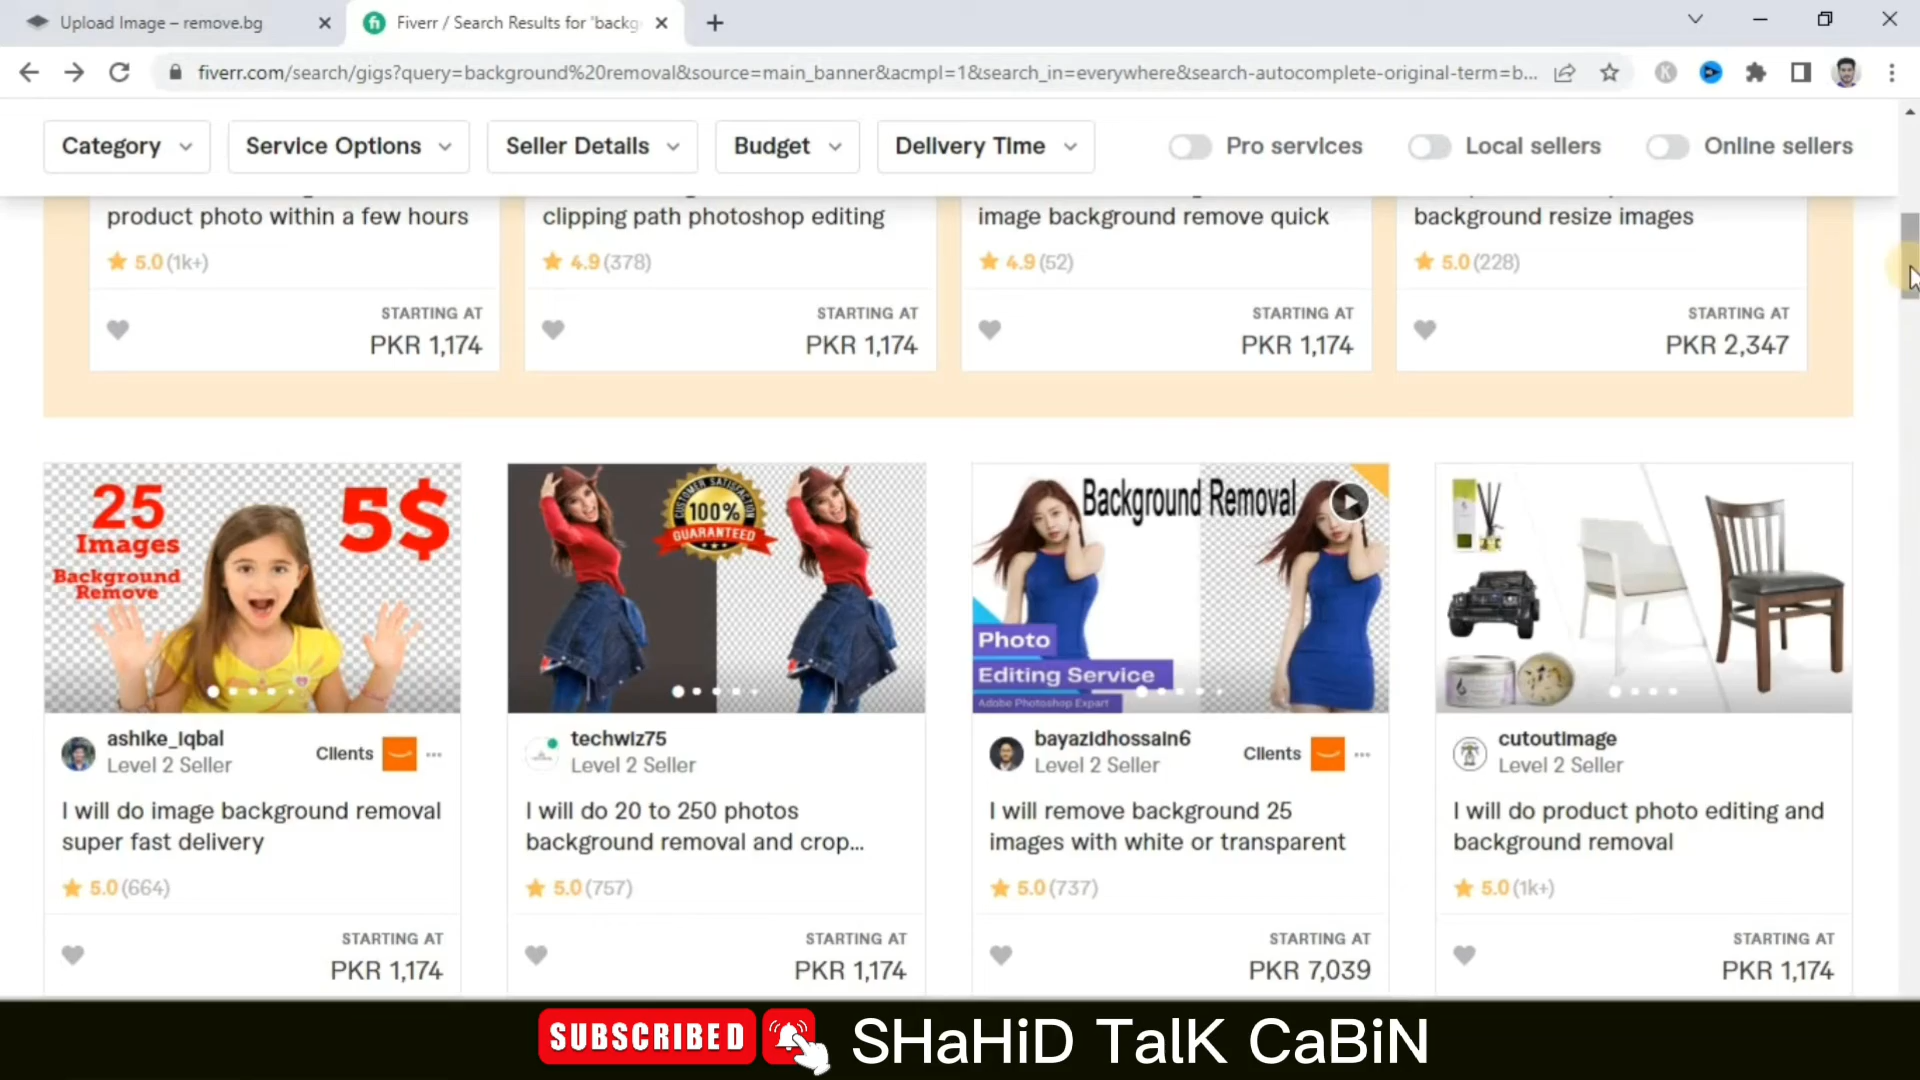 Upload Image – remove.bg
Fiverr / Search Results for 'backg
fiverr.com/search/gigs?query=background%20removal&source=main_banner&acmpl=1&search_in=everywhere&search-autocomplete-original-term=b...
Category
Service Options
Seller Details
Budget
Delivery Time
Pro services
Local sellers
Online sellers
product photo within a few hours
5.0 (1k+)
STARTING AT
PKR 1,174
clipping path photoshop editing
4.9 (378)
STARTING AT
PKR 1,174
image background remove quick
4.9 (52)
STARTING AT
PKR 1,174
background resize images
5.0 (228)
STARTING AT
PKR 2,347
25
Images
Background
Remove
5$
ashike_iqbal
Level 2 Seller
Clients
I will do image background removal
super fast delivery
5.0 (664)
STARTING AT
PKR 1,174
CUSTOMER SATISFACTION
100%
GUARANTEED
techwiz75
Level 2 Seller
I will do 20 to 250 photos
background removal and crop...
5.0 (757)
STARTING AT
PKR 1,174
Background Removal
Photo
Editing Service
Adobe Photoshop Expart
bayazidhossain6
Level 2 Seller
Clients
I will remove background 25
images with white or transparent
5.0 (737)
STARTING AT
PKR 7,039
cutoutimage
Level 2 Seller
I will do product photo editing and
background removal
5.0 (1k+)
STARTING AT
PKR 1,174
SUBSCRIBED
SHaHiD TalK CaBiN